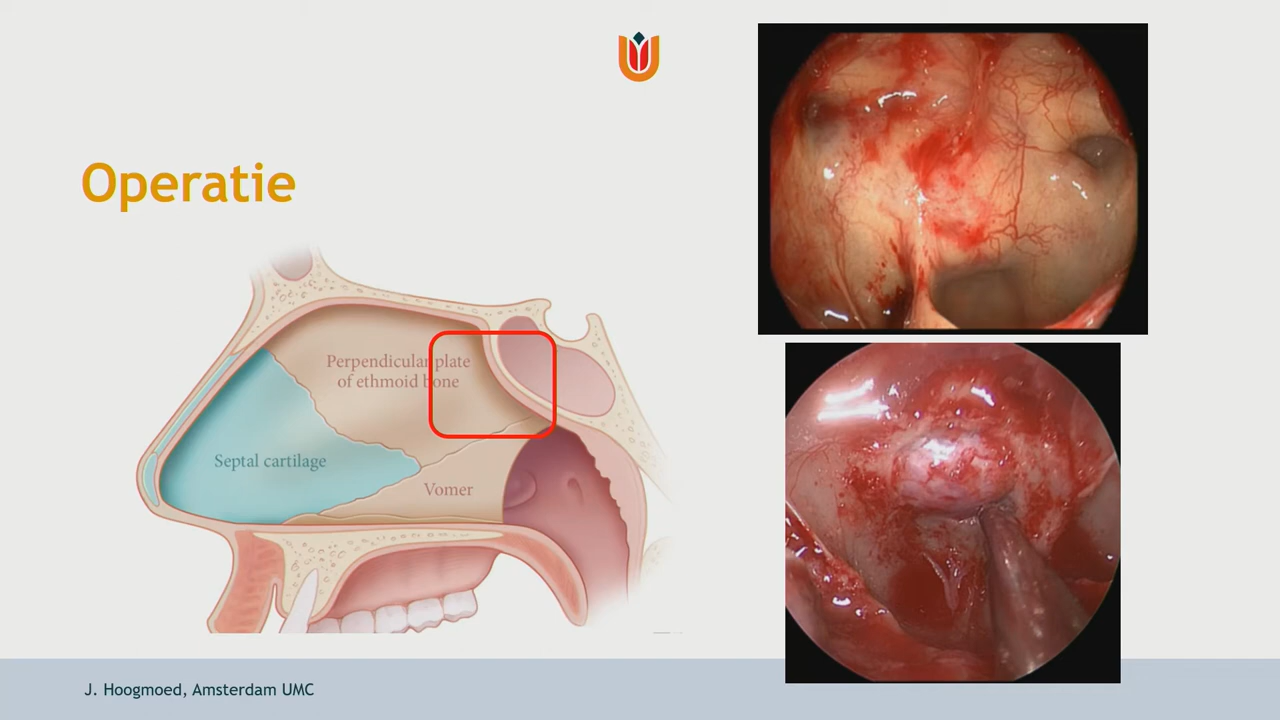 Operatie
Perpendicular plate
of ethmoid bone
Septal cartilage
Vomer
J. Hoogmoed, Amsterdam UMC